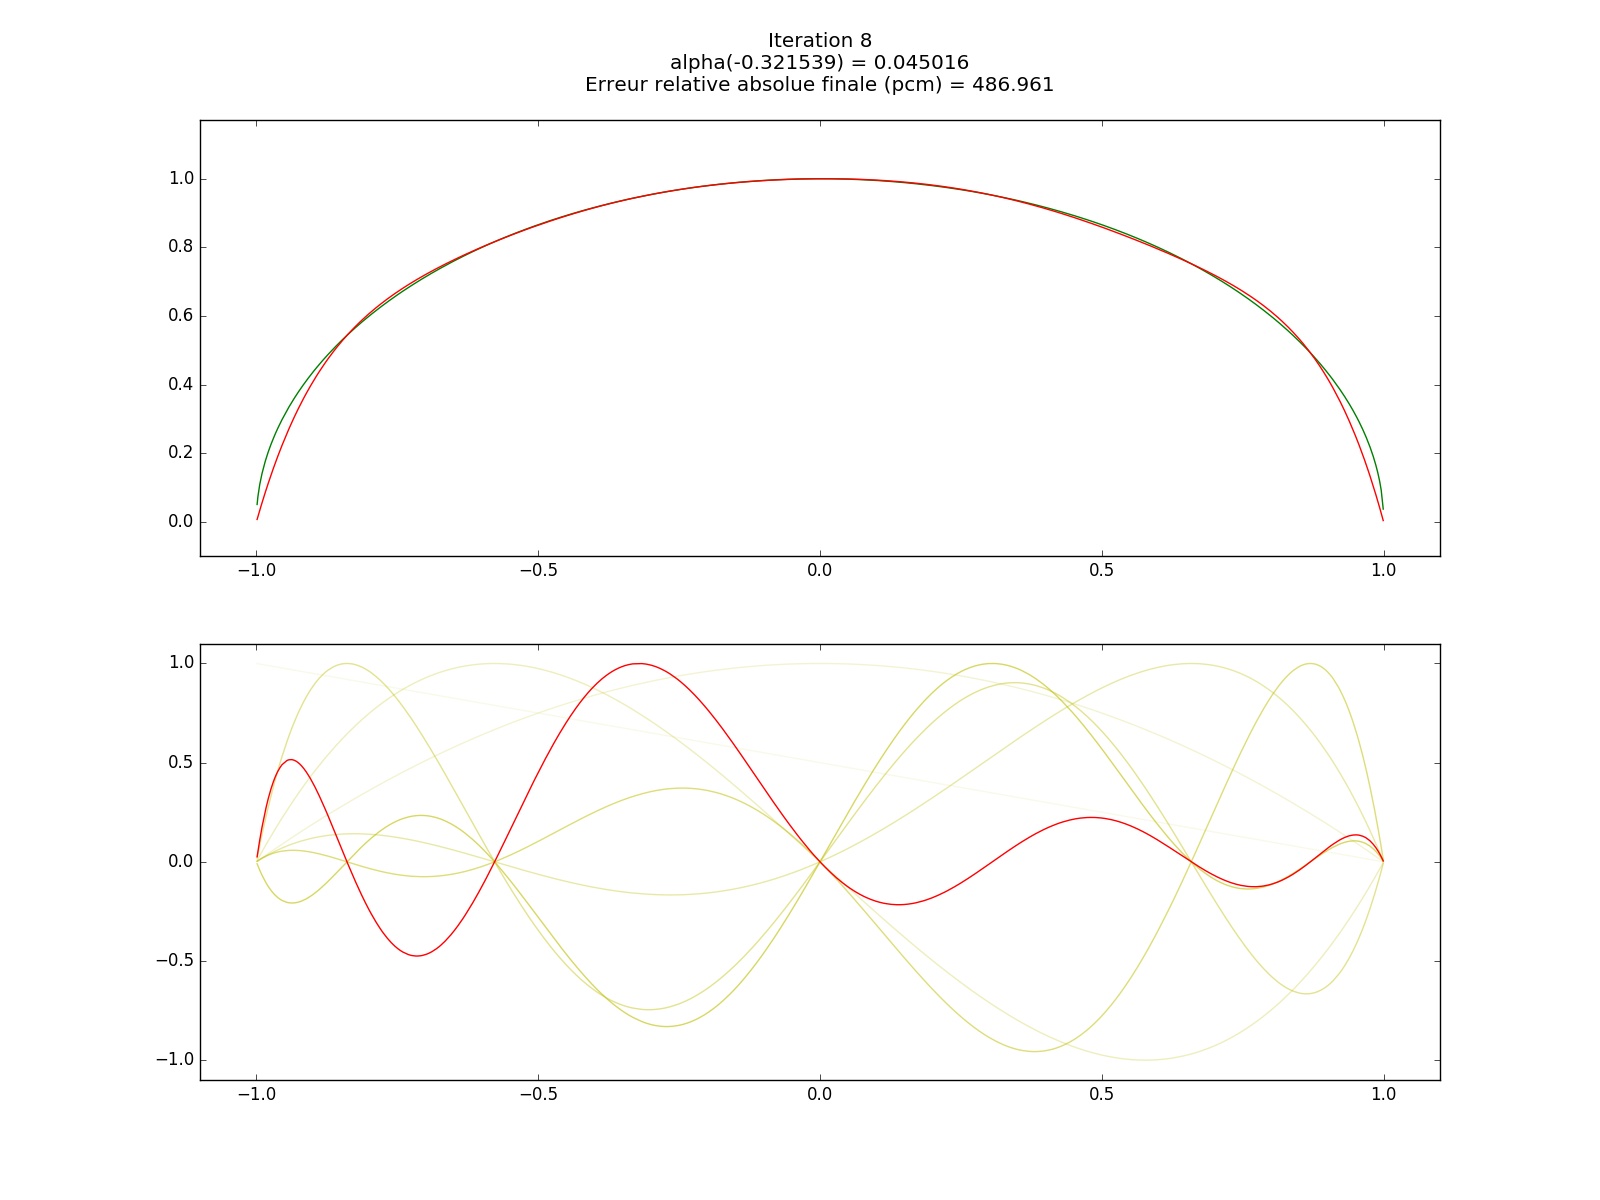 Iteration 8
alpha(-0.321539) = 0.045016
Erreur relative absolue finale (pcm) = 486.961
1.0
0.8
0.6
0.4
0.2
0.0
−1.0 −0.5 0.0 0.5 1.0
1.0
0.5
0.0
−0.5
−1.0
−1.0 −0.5 0.0 0.5 1.0